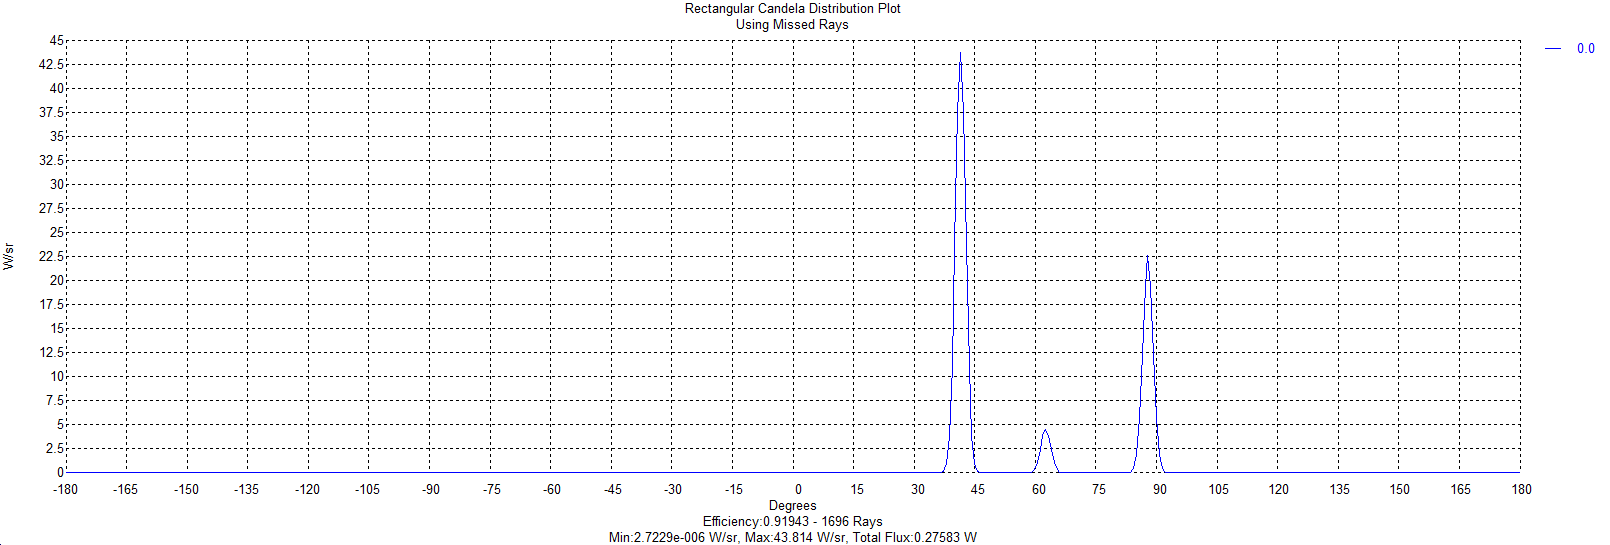 Rectangular Candela Distribution Plot
Using Missed Rays
45
42.5
40
37.5
35
32.5
30
27.5
25
22.5
20
17.5
15
12.5
10
7.5
5
2.5
0
W/sr
0.0
-180 -165 -150 -135 -120 -105 -90 -75 -60 -45 -30 -15 0 15 30 45 60 75 90 105 120 135 150 165 180
Degrees
Efficiency:0.91943 - 1696 Rays
Min:2.7229e-006 W/sr, Max:43.814 W/sr, Total Flux:0.27583 W